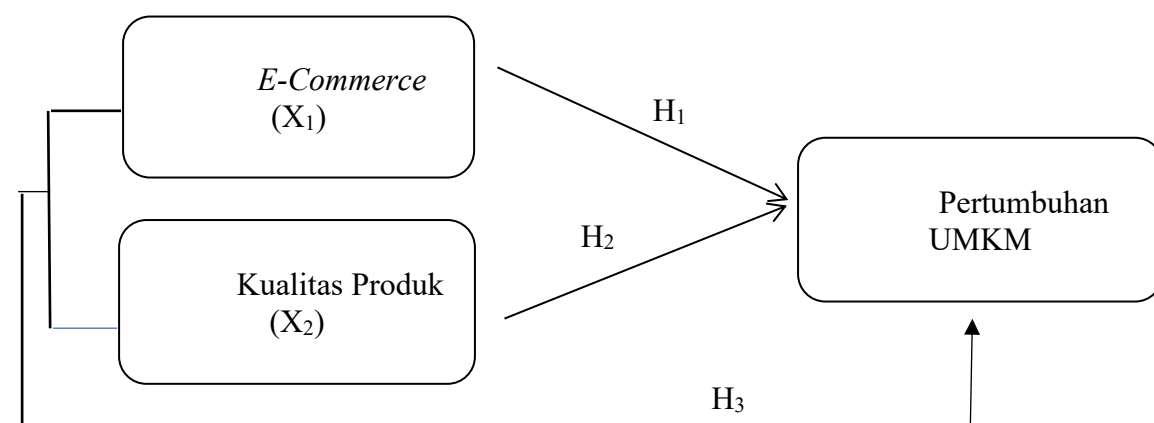 E-Commerce
(X₁)
H₁
Pertumbuhan
UMKM
H₂
Kualitas Produk
(X₂)
H₃